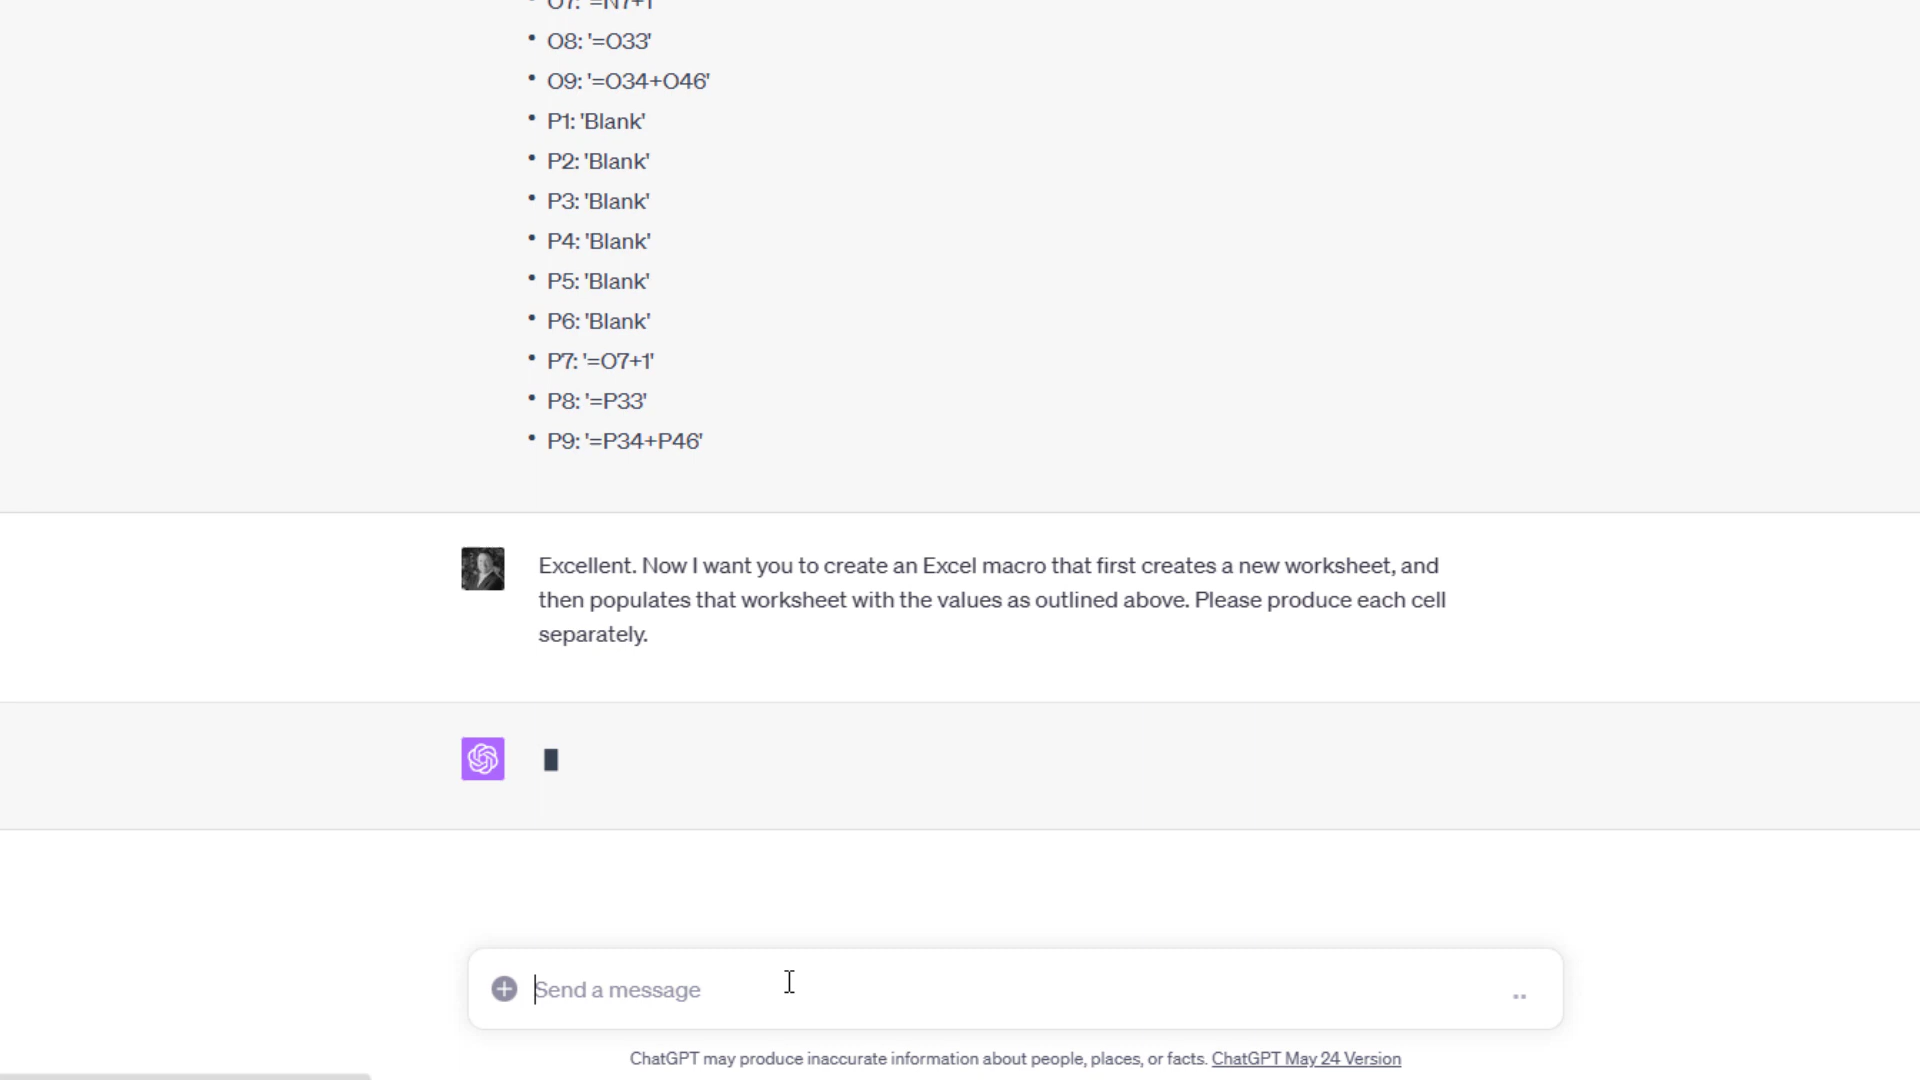 O7: '=N7+1'
• O8: '=O33'
• O9: '=O34+O46'
• P1: 'Blank'
• P2: 'Blank'
• P3: 'Blank'
• P4: 'Blank'
• P5: 'Blank'
• P6: 'Blank'
• P7: '=O7+1'
• P8: '=P33'
• P9: '=P34+P46'
Excellent. Now I want you to create an Excel macro that first creates a new worksheet, and
then populates that worksheet with the values as outlined above. Please produce each cell
separately.
Send a message
ChatGPT may produce inaccurate information about people, places, or facts. ChatGPT May 24 Version